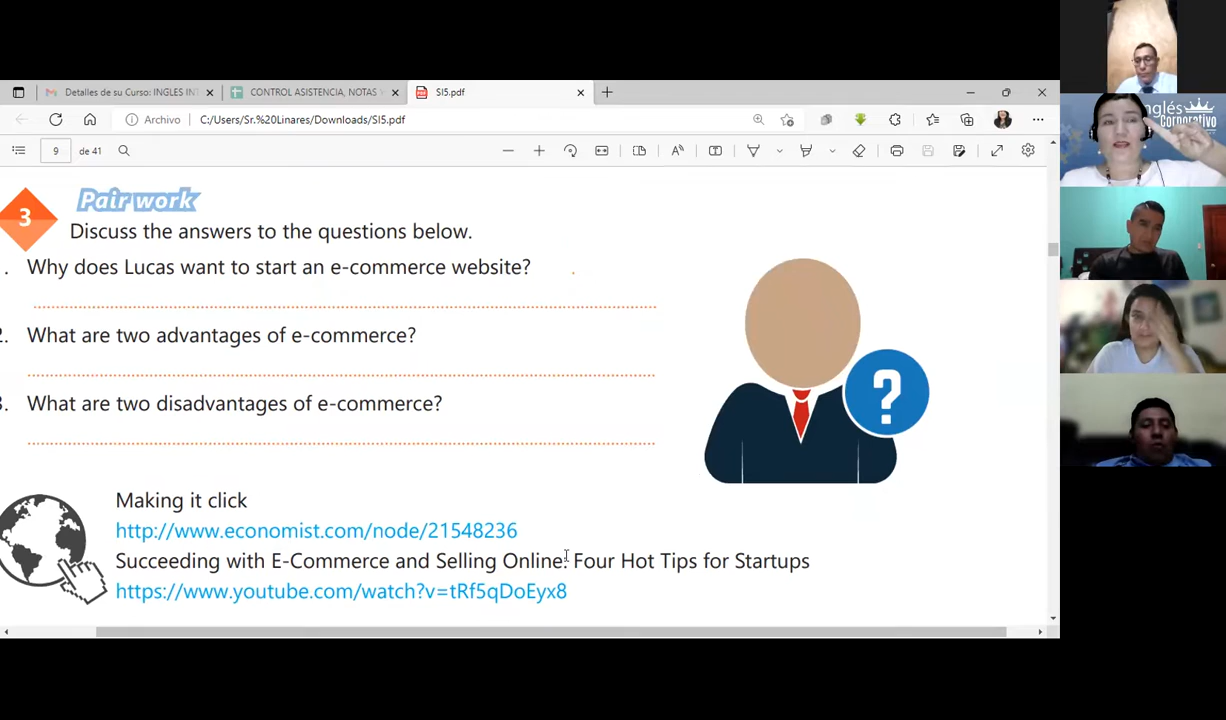 Detalles de su Curso: INGLES INT
CONTROL ASISTENCIA, NOTAS Y
SI5.pdf
Archivo
C:/Users/Sr.%20Linares/Downloads/SI5.pdf
9
de 41
3
Pair work
Discuss the answers to the questions below.
. Why does Lucas want to start an e-commerce website?
2. What are two advantages of e-commerce?
3. What are two disadvantages of e-commerce?
?
Making it click
http://www.economist.com/node/21548236
Succeeding with E-Commerce and Selling Online: Four Hot Tips for Startups
https://www.youtube.com/watch?v=tRf5qDoEyx8
nglés
Corporativo